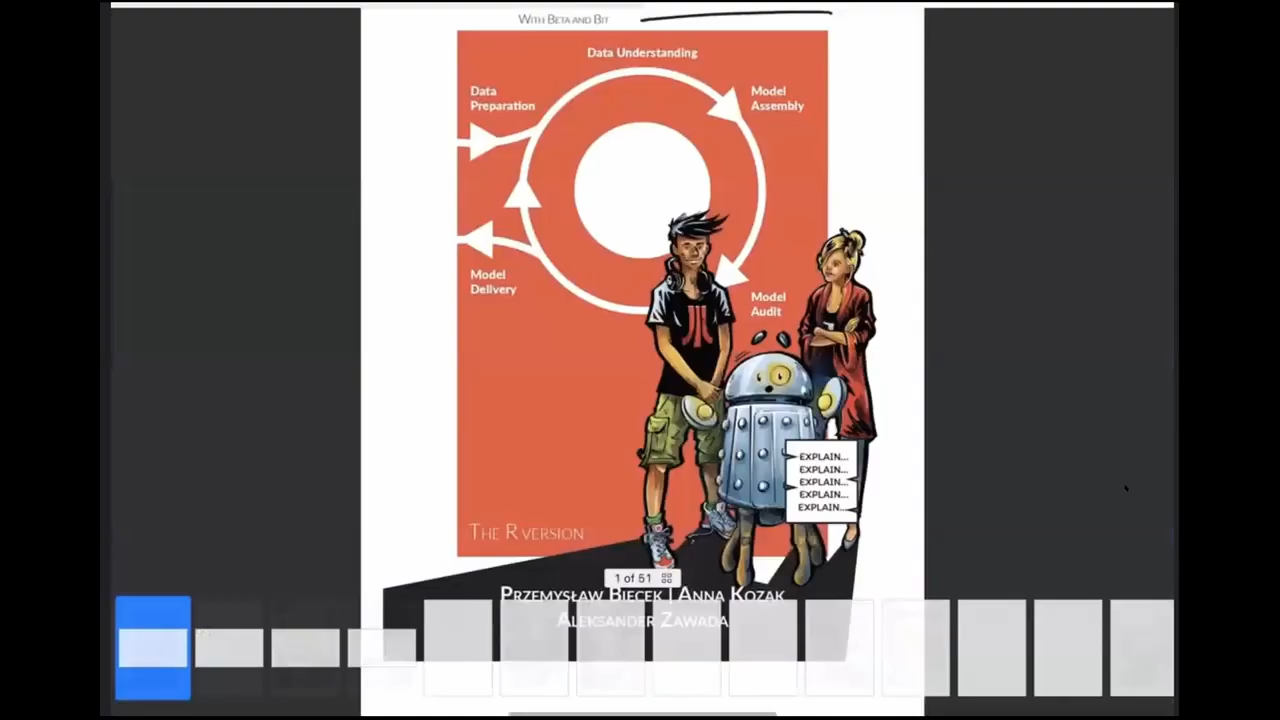 WITH BETA AND BIT
Data Understanding
Data
Preparation
Model
Assembly
Model
Delivery
Model
Audit
EXPLAIN...
EXPLAIN...
EXPLAIN...
EXPLAIN...
EXPLAIN...
THE R VERSION
1 of 51
PRZEMYSŁAW BIECEK | ANNA KOZAK
ALEKSANDER ZAWADA